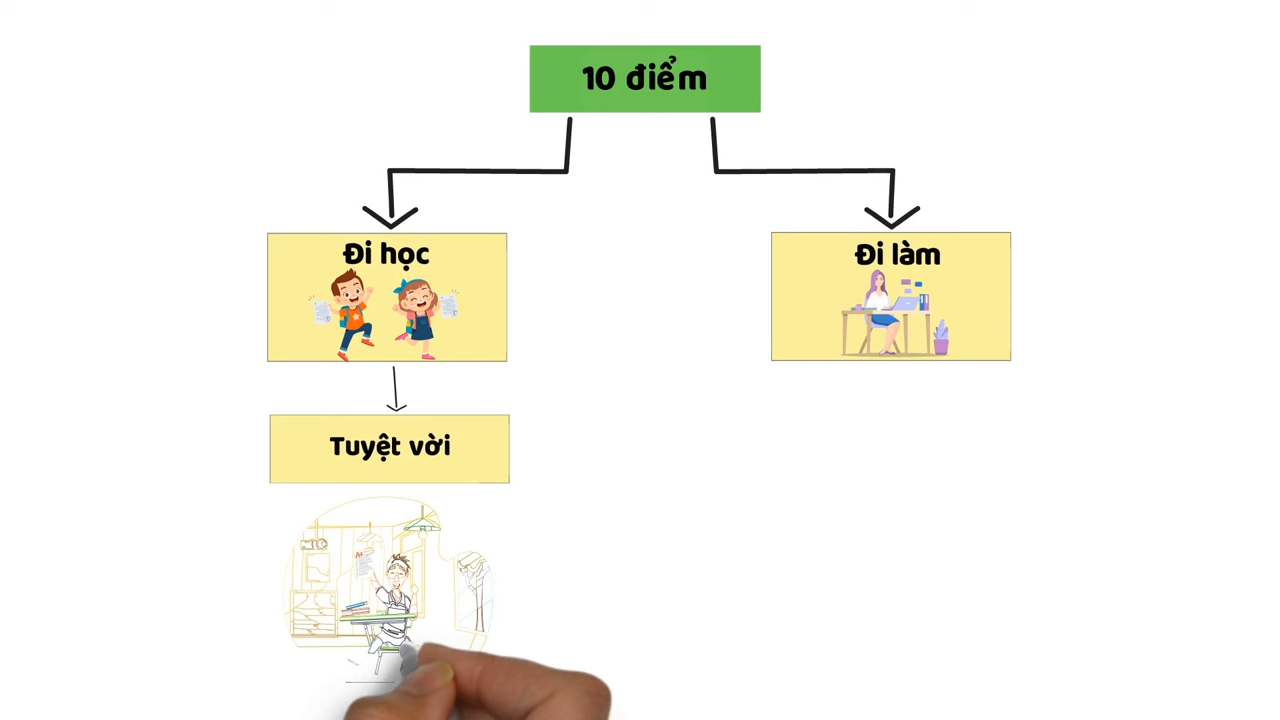 10 điểm
Đi học
Đi làm
Tuyệt vời
A+